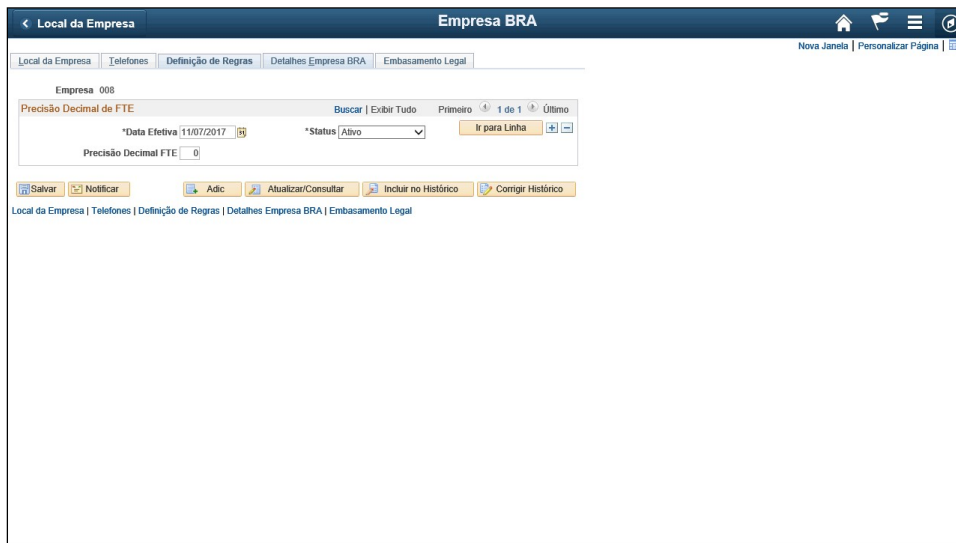 Local da Empresa
Empresa BRA
Nova Janela | Personalizar Página |
Local da Empresa Telefones Definição de Regras Detalhes Empresa BRA Embasamento Legal
Empresa 008
Precisão Decimal de FTE Buscar | Exibir Tudo Primeiro 1 de 1 Último
*Data Efetiva 11/07/2017 31 *Status Ativo Ir para Linha + −
Precisão Decimal FTE 0
Salvar Notificar Adic Atualizar/Consultar Incluir no Histórico Corrigir Histórico
Local da Empresa | Telefones | Definição de Regras | Detalhes Empresa BRA | Embasamento Legal